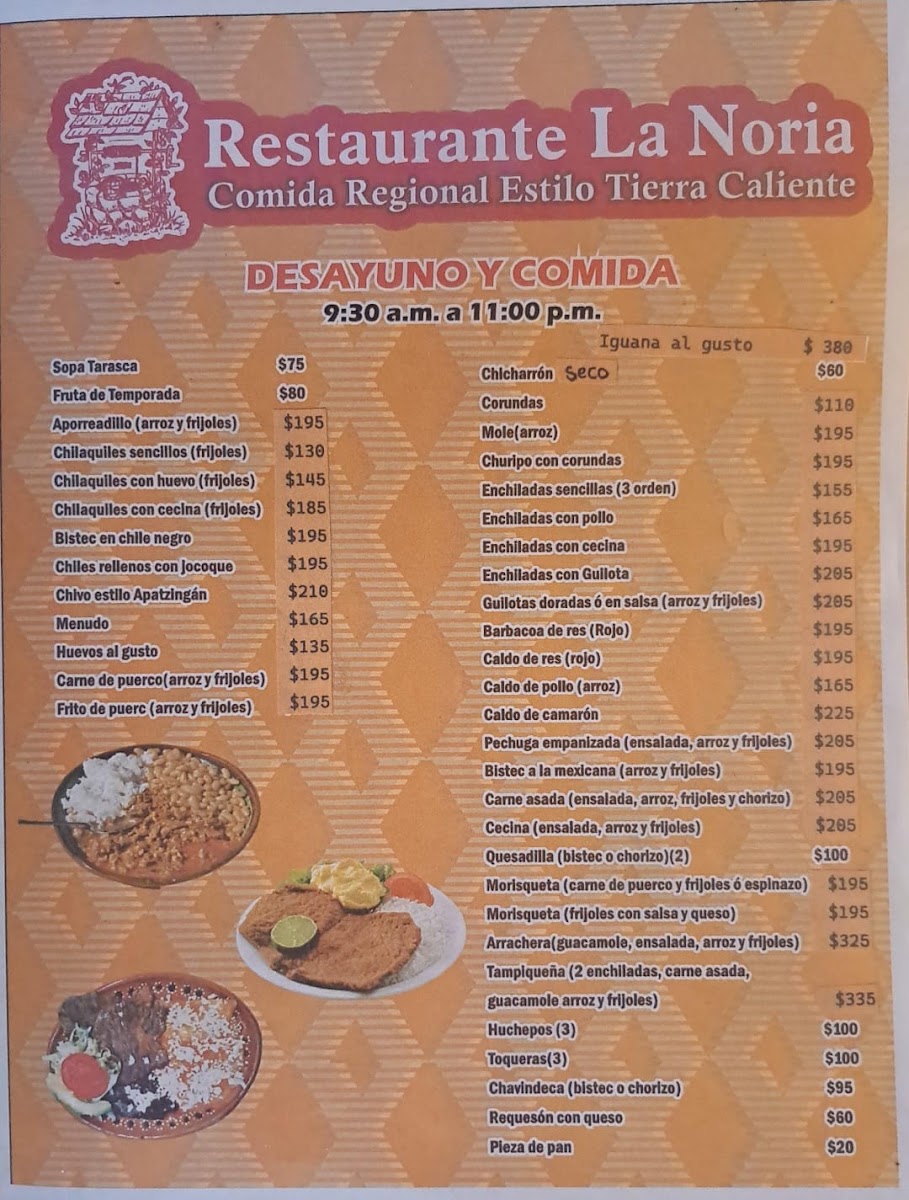 Restaurante La Noria
Comida Regional Estilo Tierra Caliente
DESAYUNO Y COMIDA
9:30 a.m. a 11:00 p.m.
Sopa Tarasca $75
Fruta de Temporada $80
Aporreadillo (arroz y frijoles) $195
Chilaquiles sencillos (frijoles) $130
Chilaquiles con huevo (frijoles) $145
Chilaquiles con cecina (frijoles) $185
Bistec en chile negro $195
Chiles rellenos con jocoque $195
Chivo estilo Apatzingán $210
Menudo $165
Huevos al gusto $135
Carne de puerco(arroz y frijoles) $195
Frito de puerc (arroz y frijoles) $195
Iguana al gusto $ 380
Chicharrón seco $60
Corundas $110
Mole(arroz) $195
Churipo con corundas $195
Enchiladas sencillas (3 orden) $155
Enchiladas con pollo $165
Enchiladas con cecina $195
Enchiladas con Guilota $205
Guilotas doradas ó en salsa (arroz y frijoles) $205
Barbacoa de res (Rojo) $195
Caldo de res (rojo) $195
Caldo de pollo (arroz) $165
Caldo de camarón $225
Pechuga empanizada (ensalada, arroz y frijoles) $205
Bistec a la mexicana (arroz y frijoles) $195
Carne asada (ensalada, arroz, frijoles y chorizo) $205
Cecina (ensalada, arroz y frijoles) $205
Quesadilla (bistec o chorizo)(2) $100
Morisqueta (carne de puerco y frijoles ó espinazo) $195
Morisqueta (frijoles con salsa y queso) $195
Arrachera(guacamole, ensalada, arroz y frijoles) $325
Tampiqueña (2 enchiladas, carne asada,
guacamole arroz y frijoles) $335
Huchepos (3) $100
Toqueras(3) $100
Chavindeca (bistec o chorizo) $95
Requesón con queso $60
Pieza de pan $20